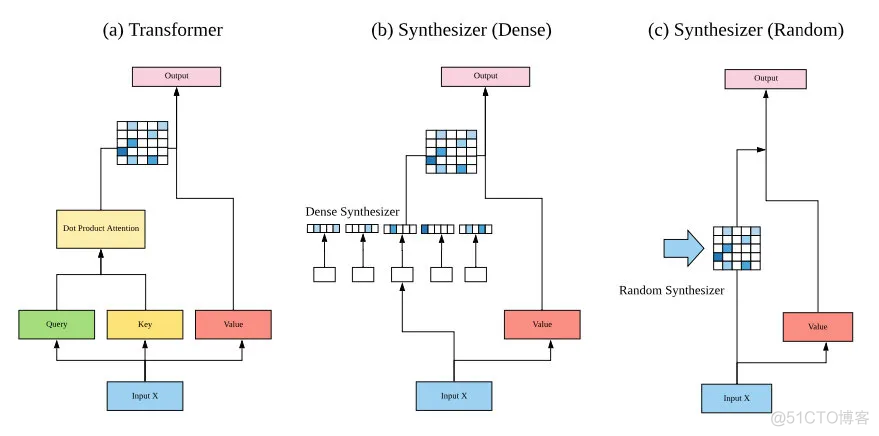 (a) Transformer
Output
Dot Product Attention
Query
Key
Value
Input X
(b) Synthesizer (Dense)
Output
Dense Synthesizer
Value
Input X
(c) Synthesizer (Random)
Output
Random Synthesizer
Value
Input X
@51CTO博客